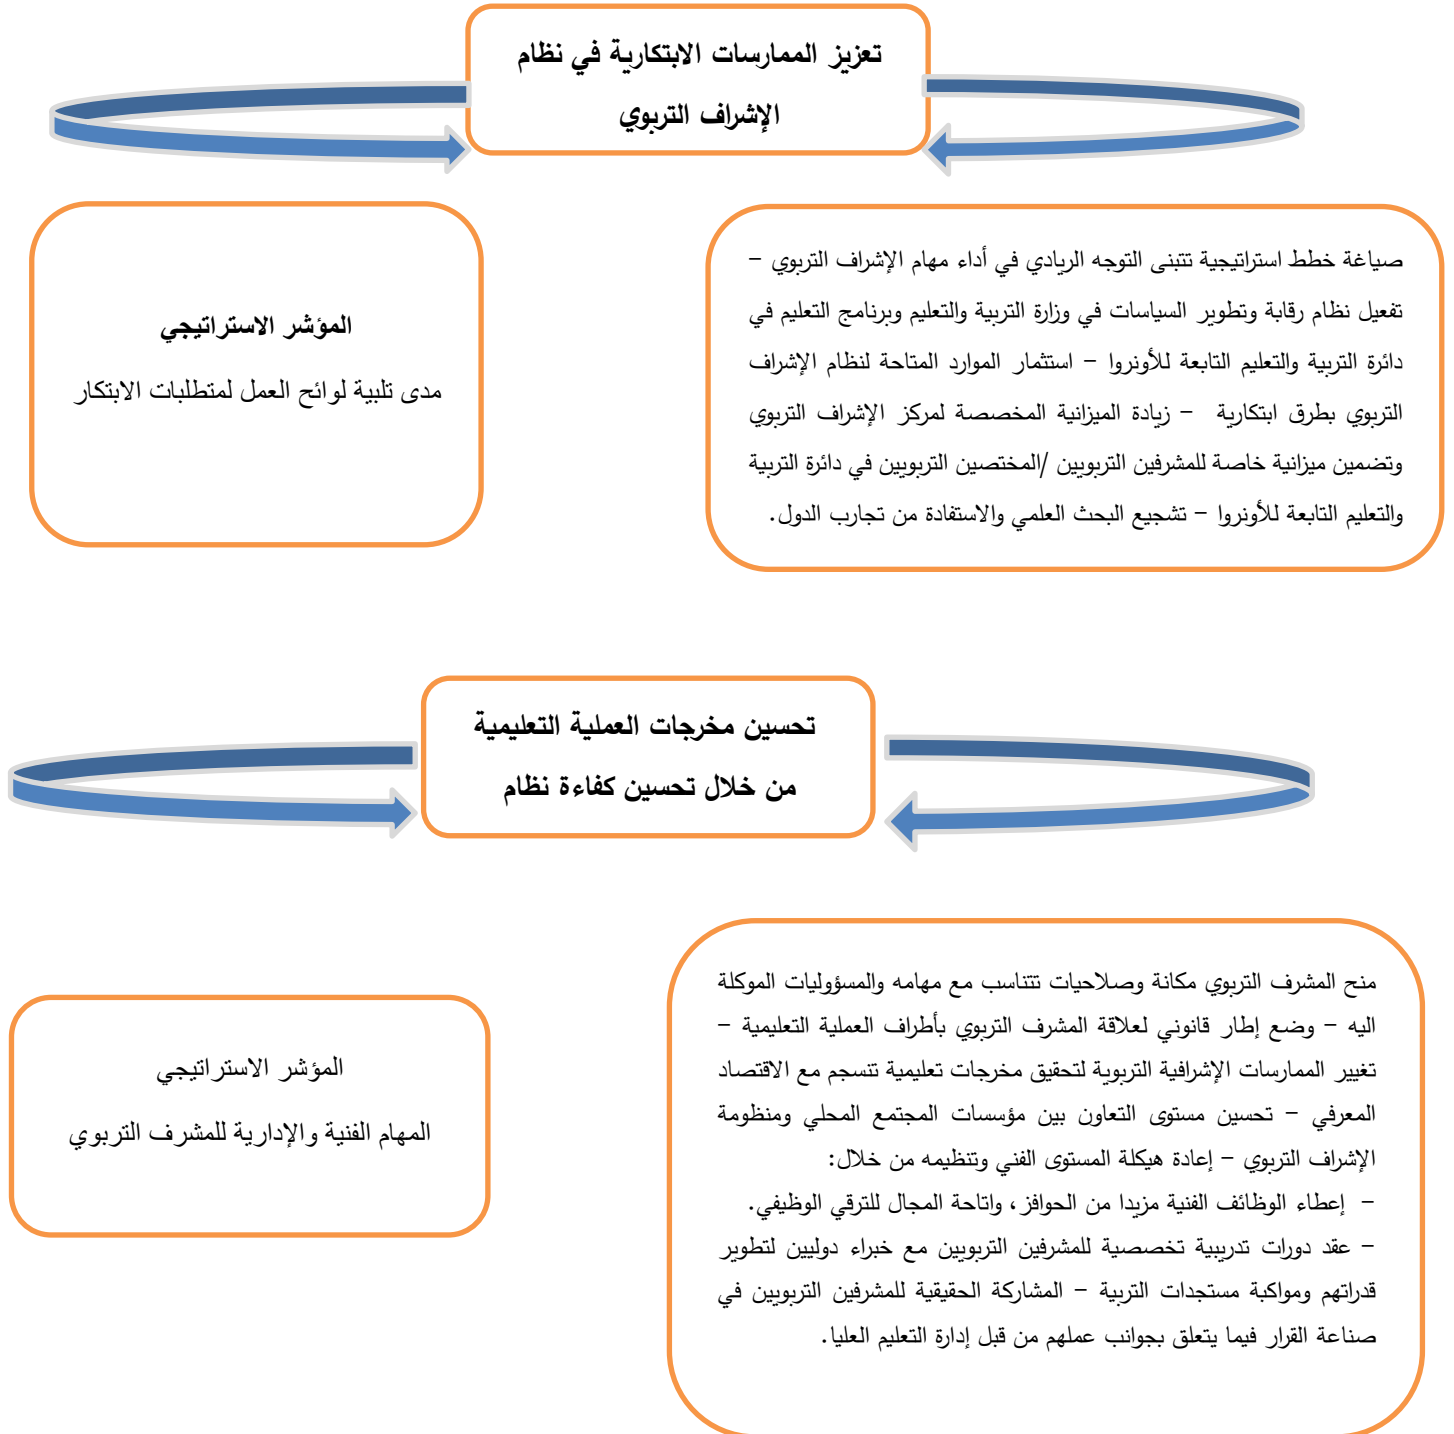 تعزيز الممارسات الابتكارية في نظام
الإشراف التربوي
صياغة خطط استراتيجية تتبنى التوجه الريادي في أداء مهام الإشراف التربوي –
تفعيل نظام رقابة وتطوير السياسات في وزارة التربية والتعليم وبرنامج التعليم في
دائرة التربية والتعليم التابعة للأونروا – استثمار الموارد المتاحة لنظام الإشراف
التربوي بطرق ابتكارية – زيادة الميزانية المخصصة لمركز الإشراف التربوي
وتضمين ميزانية خاصة للمشرفين التربويين /المختصين التربويين في دائرة التربية
والتعليم التابعة للأونروا – تشجيع البحث العلمي والاستفادة من تجارب الدول.
المؤشر الاستراتيجي
مدى تلبية لوائح العمل لمتطلبات الابتكار
تحسين مخرجات العملية التعليمية
من خلال تحسين كفاءة نظام
منح المشرف التربوي مكانة وصلاحيات تتناسب مع مهامه والمسؤوليات الموكلة
اليه – وضع إطار قانوني لعلاقة المشرف التربوي بأطراف العملية التعليمية –
تغيير الممارسات الإشرافية التربوية لتحقيق مخرجات تعليمية تنسجم مع الاقتصاد
المعرفي – تحسين مستوى التعاون بين مؤسسات المجتمع المحلي ومنظومة
الإشراف التربوي – إعادة هيكلة المستوى الفني وتنظيمه من خلال:
– إعطاء الوظائف الفنية مزيدا من الحوافز، واتاحة المجال للترقي الوظيفي.
– عقد دورات تدريبية تخصصية للمشرفين التربويين مع خبراء دوليين لتطوير
قدراتهم ومواكبة مستجدات التربية – المشاركة الحقيقية للمشرفين التربويين في
صناعة القرار فيما يتعلق بجوانب عملهم من قبل إدارة التعليم العليا.
المؤشر الاستراتيجي
المهام الفنية والإدارية للمشرف التربوي